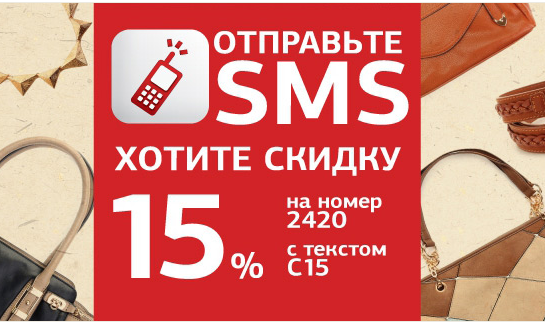 ОТПРАВЬТЕ
SMS
ХОТИТЕ СКИДКУ
15%
на номер
2420
с текстом
С15